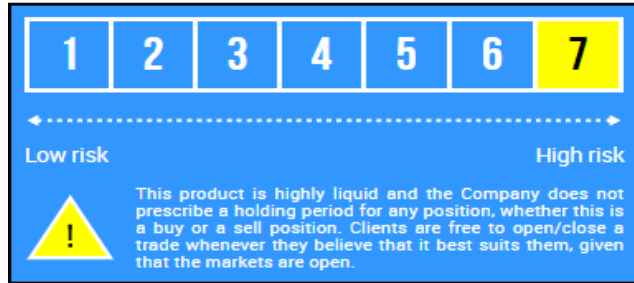 1 2 3 4 5 6 7
Low risk High risk
!
This product is highly liquid and the Company does not
prescribe a holding period for any position, whether this is
a buy or a sell position. Clients are free to open/close a
trade whenever they believe that it best suits them, given
that the markets are open.